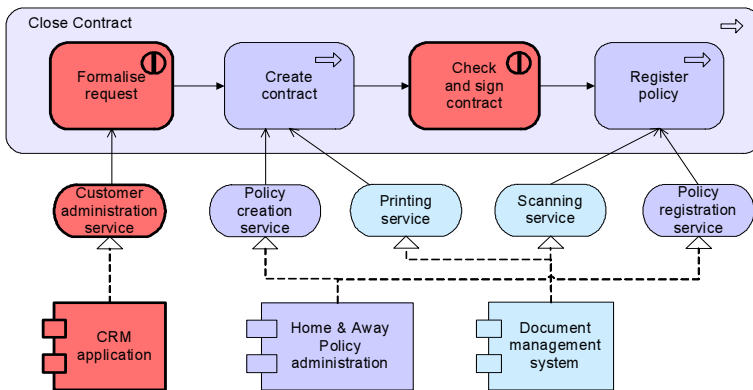 Close Contract
Formalise
request
Create
contract
Check
and sign
contract
Register
policy
Customer
administration
service
Policy
creation
service
Printing
service
Scanning
service
Policy
registration
service
CRM
application
Home & Away
Policy
administration
Document
management
system